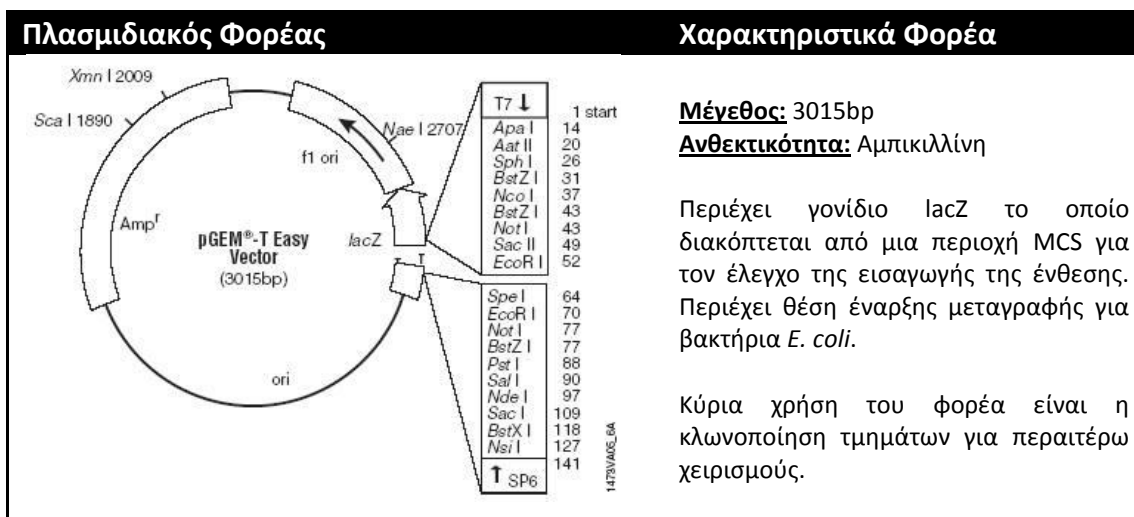 Πλασμιδιακός Φορέας
Χαρακτηριστικά Φορέα
Xmn I 2009
Sca I 1890
Nae I 2707
f1 ori
Ampr
pGEM®-T Easy
Vector
(3015bp)
lacZ
T T
ori
T7 ↓
1 start
Apa I 14
Aat II 20
Sph I 26
BstZ I 31
Nco I 37
BstZ I 43
Not I 43
Sac II 49
EcoR I 52
Spe I 64
EcoR I 70
Not I 77
BstZ I 77
Pst I 88
Sal I 90
Nde I 97
Sac I 109
BstX I 118
Nsi I 127
141
↑ SP6
1473VA05_6A
Μέγεθος: 3015bp
Ανθεκτικότητα: Αμπικιλλίνη
Περιέχει γονίδιο lacZ το οποίο
διακόπτεται από μια περιοχή MCS για
τον έλεγχο της εισαγωγής της ένθεσης.
Περιέχει θέση έναρξης μεταγραφής για
βακτήρια E. coli.
Κύρια χρήση του φορέα είναι η
κλωνοποίηση τμημάτων για περαιτέρω
χειρισμούς.